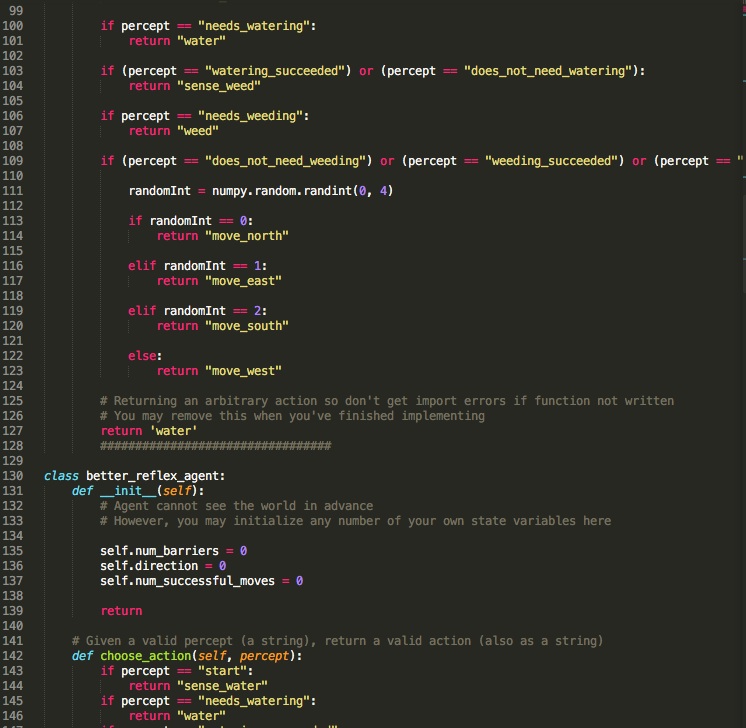 99
100 if percept == "needs_watering":
101 return "water"
102
103 if (percept == "watering_succeeded") or (percept == "does_not_need_watering"):
104 return "sense_weed"
105
106 if percept == "needs_weeding":
107 return "weed"
108
109 if (percept == "does_not_need_weeding") or (percept == "weeding_succeeded") or (percept == "
110
111 randomInt = numpy.random.randint(0, 4)
112
113 if randomInt == 0:
114 return "move_north"
115
116 elif randomInt == 1:
117 return "move_east"
118
119 elif randomInt == 2:
120 return "move_south"
121
122 else:
123 return "move_west"
124
125 # Returning an arbitrary action so don't get import errors if function not written
126 # You may remove this when you've finished implementing
127 return 'water'
128 #################################
129
130 class better_reflex_agent:
131 def __init__(self):
132 # Agent cannot see the world in advance
133 # However, you may initialize any number of your own state variables here
134
135 self.num_barriers = 0
136 self.direction = 0
137 self.num_successful_moves = 0
138
139 return
140
141 # Given a valid percept (a string), return a valid action (also as a string)
142 def choose_action(self, percept):
143 if percept == "start":
144 return "sense_water"
145 if percept == "needs_watering":
146 return "water"